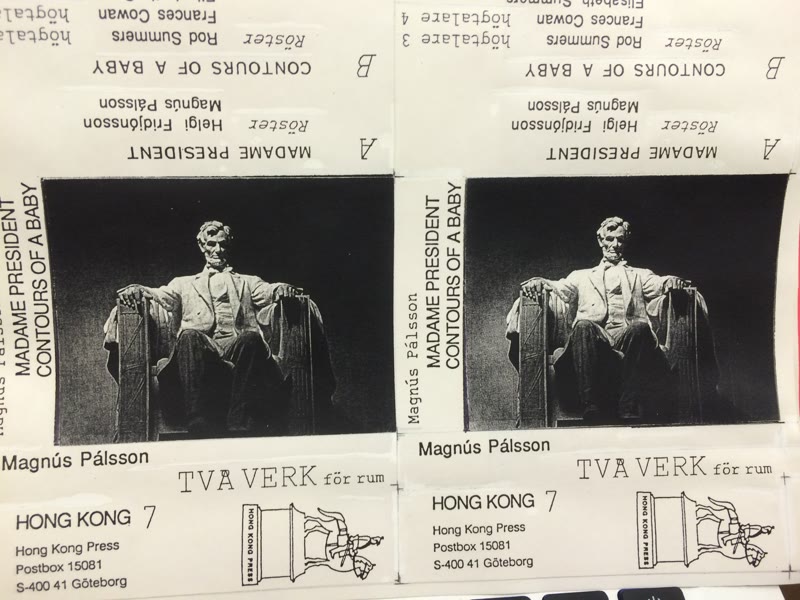 Elisabeth Summers
Frances Cowan högtalare 4
Röster Rod Summers högtalare 3
B CONTOURS OF A BABY
Magnús Pálsson
Röster Helgi Fridjónsson
A MADAME PRESIDENT
Magnús Pálsson
MADAME PRESIDENT
CONTOURS OF A BABY
Magnús Pálsson
TVÅ VERK för rum
HONG KONG 7
Hong Kong Press
Postbox 15081
S-400 41 Göteborg
HONG KONG PRESS
Frances Cowan
Röster Rod Summers
B CONTOURS OF A BABY
Magnús Pálsson
Röster Helgi Fridjónsson
A MADAME PRESIDENT
Magnús Pálsson
MADAME PRESIDENT
CONTOURS OF A BABY
Magnús Pálsson
TVÅ VERK för rum
HONG KONG 7
Hong Kong Press
Postbox 15081
S-400 41 Göteborg
HONG KONG PRESS